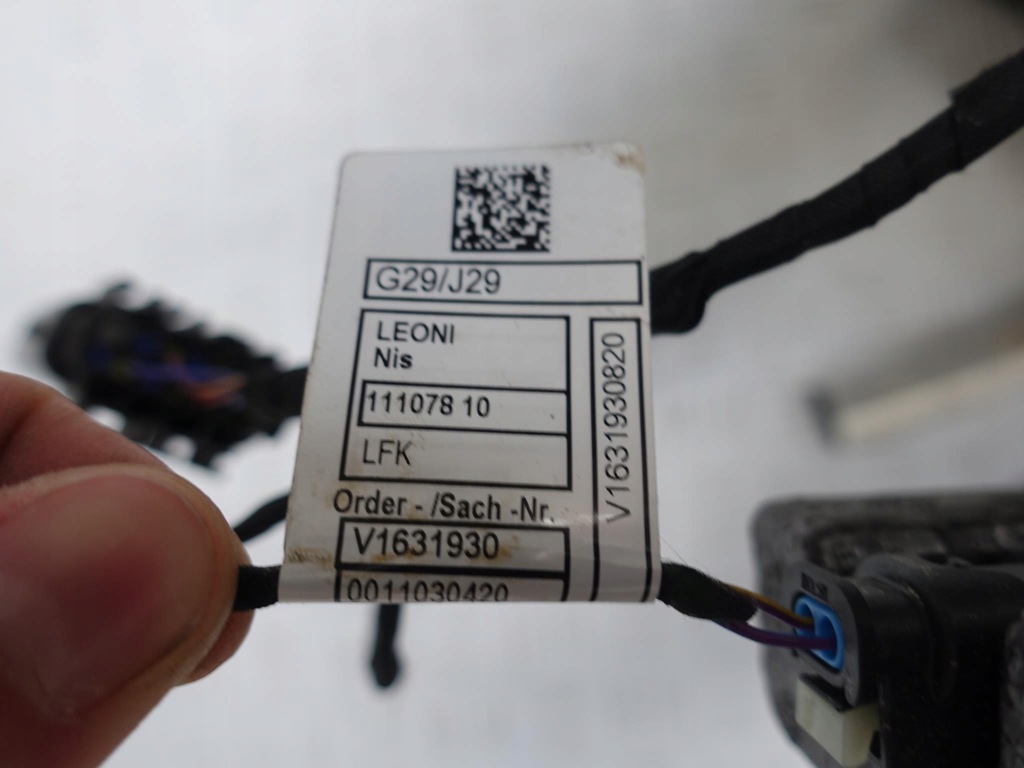 G29/J29
LEONI
Nis
111078 10
LFK
V1631930820
Order - /Sach -Nr.
V1631930
0011030420